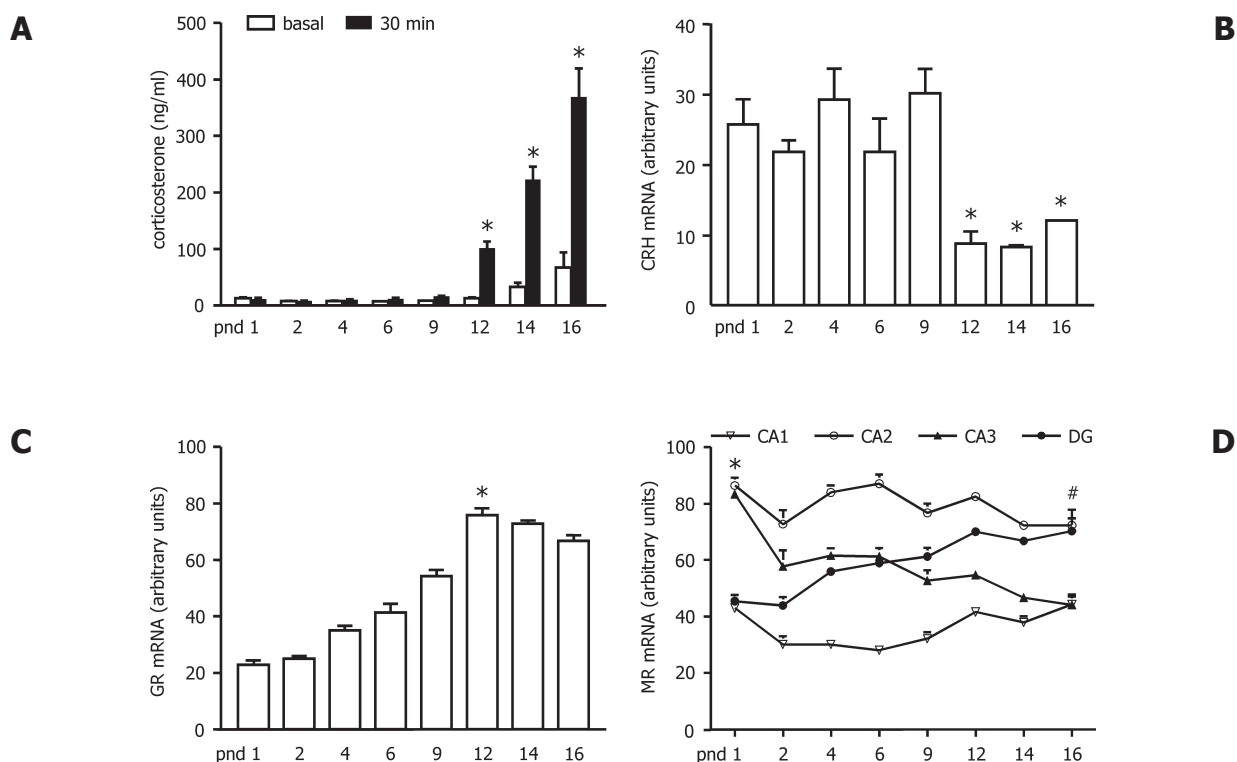 A
B
basal 30 min
corticosterone (ng/ml)
500
400
300
200
100
0
* * *
pnd 1 2 4 6 9 12 14 16
CRH mRNA (arbitrary units)
40
30
20
10
0
* * *
pnd 1 2 4 6 9 12 14 16
C
D
GR mRNA (arbitrary units)
100
80
60
40
20
0
*
pnd 1 2 4 6 9 12 14 16
CA1 CA2 CA3 DG
MR mRNA (arbitrary units)
100
80
60
40
20
0
* #
pnd 1 2 4 6 9 12 14 16